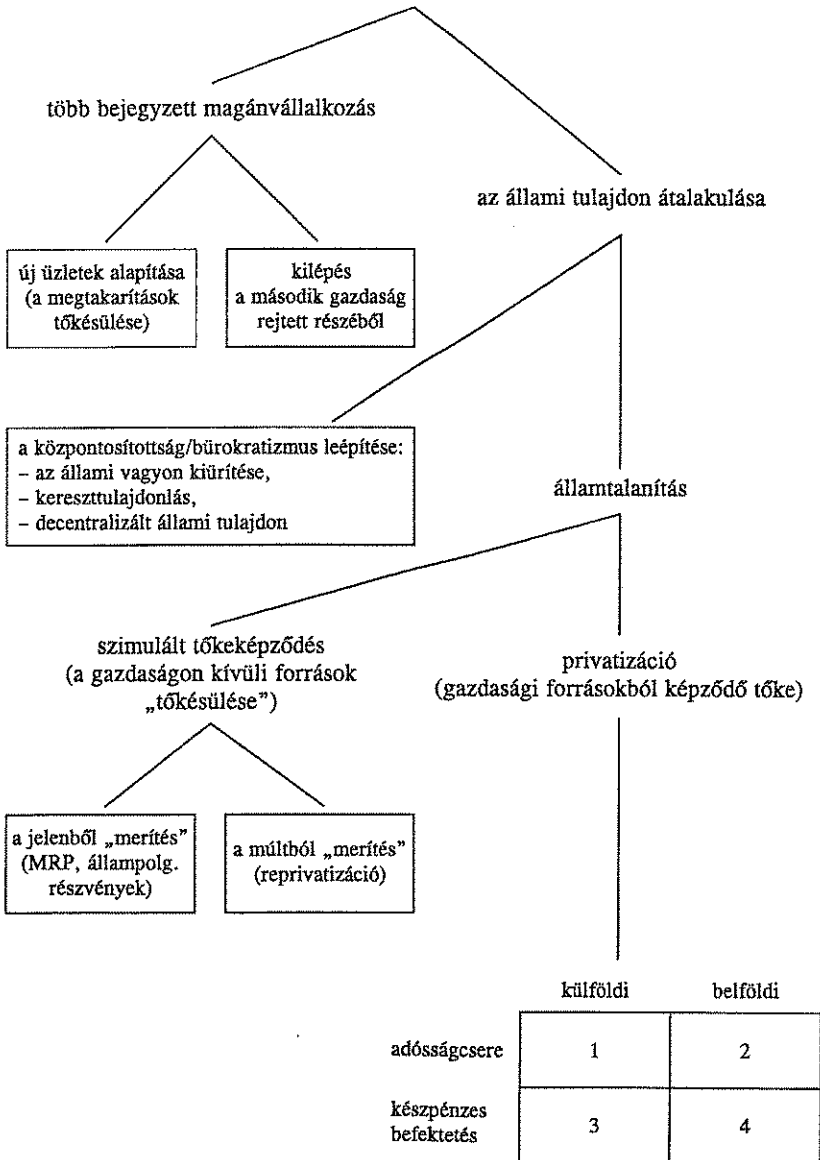 több bejegyzett magánvállalkozás
az állami tulajdon átalakulása
új üzletek alapítása
(a megtakarítások
tőkésülése)
kilépés
a második gazdaság
rejtett részéből
a központosítottság/bürokratizmus leépítése:
– az állami vagyon kiürítése,
– kereszttulajdonlás,
– decentralizált állami tulajdon
államtalanítás
szimulált tőkeképződés
(a gazdaságon kívüli források
„tőkésülése”)
privatizáció
(gazdasági forrásokból képződő tőke)
a jelenből „merítés”
(MRP, állampolg.
részvények)
a múltból „merítés”
(reprivatizáció)
külföldi belföldi
adósságcsere 1 2
készpénzes
befektetés 3 4